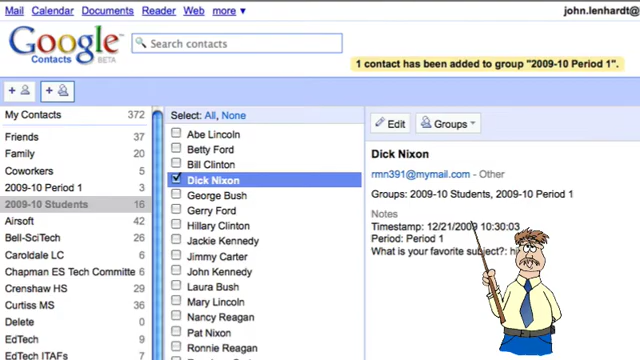 Mail Calendar Documents Reader Web more ▼
john.lenhardt@
Google
Contacts BETA
Search contacts
1 contact has been added to group "2009-10 Period 1".
My Contacts 372
Friends 37
Family 20
Coworkers 5
2009-10 Period 1 3
2009-10 Students 16
Airsoft 42
Bell-SciTech 26
Caroldale LC 6
Chapman ES Tech Committee 6
Crenshaw HS 29
Curtiss MS 36
Delete 0
EdTech 9
EdTech ITAFs 7
Select: All, None
Abe Lincoln
Betty Ford
Bill Clinton
Dick Nixon
George Bush
Gerry Ford
Hillary Clinton
Jackie Kennedy
Jimmy Carter
John Kennedy
Laura Bush
Mary Lincoln
Nancy Reagan
Pat Nixon
Ronnie Reagan
Edit Groups
Dick Nixon
rmn391@mymail.com - Other
Groups: 2009-10 Students, 2009-10 Period 1
Notes
Timestamp: 12/21/2009 10:30:03
Period: Period 1
What is your favorite subject?: